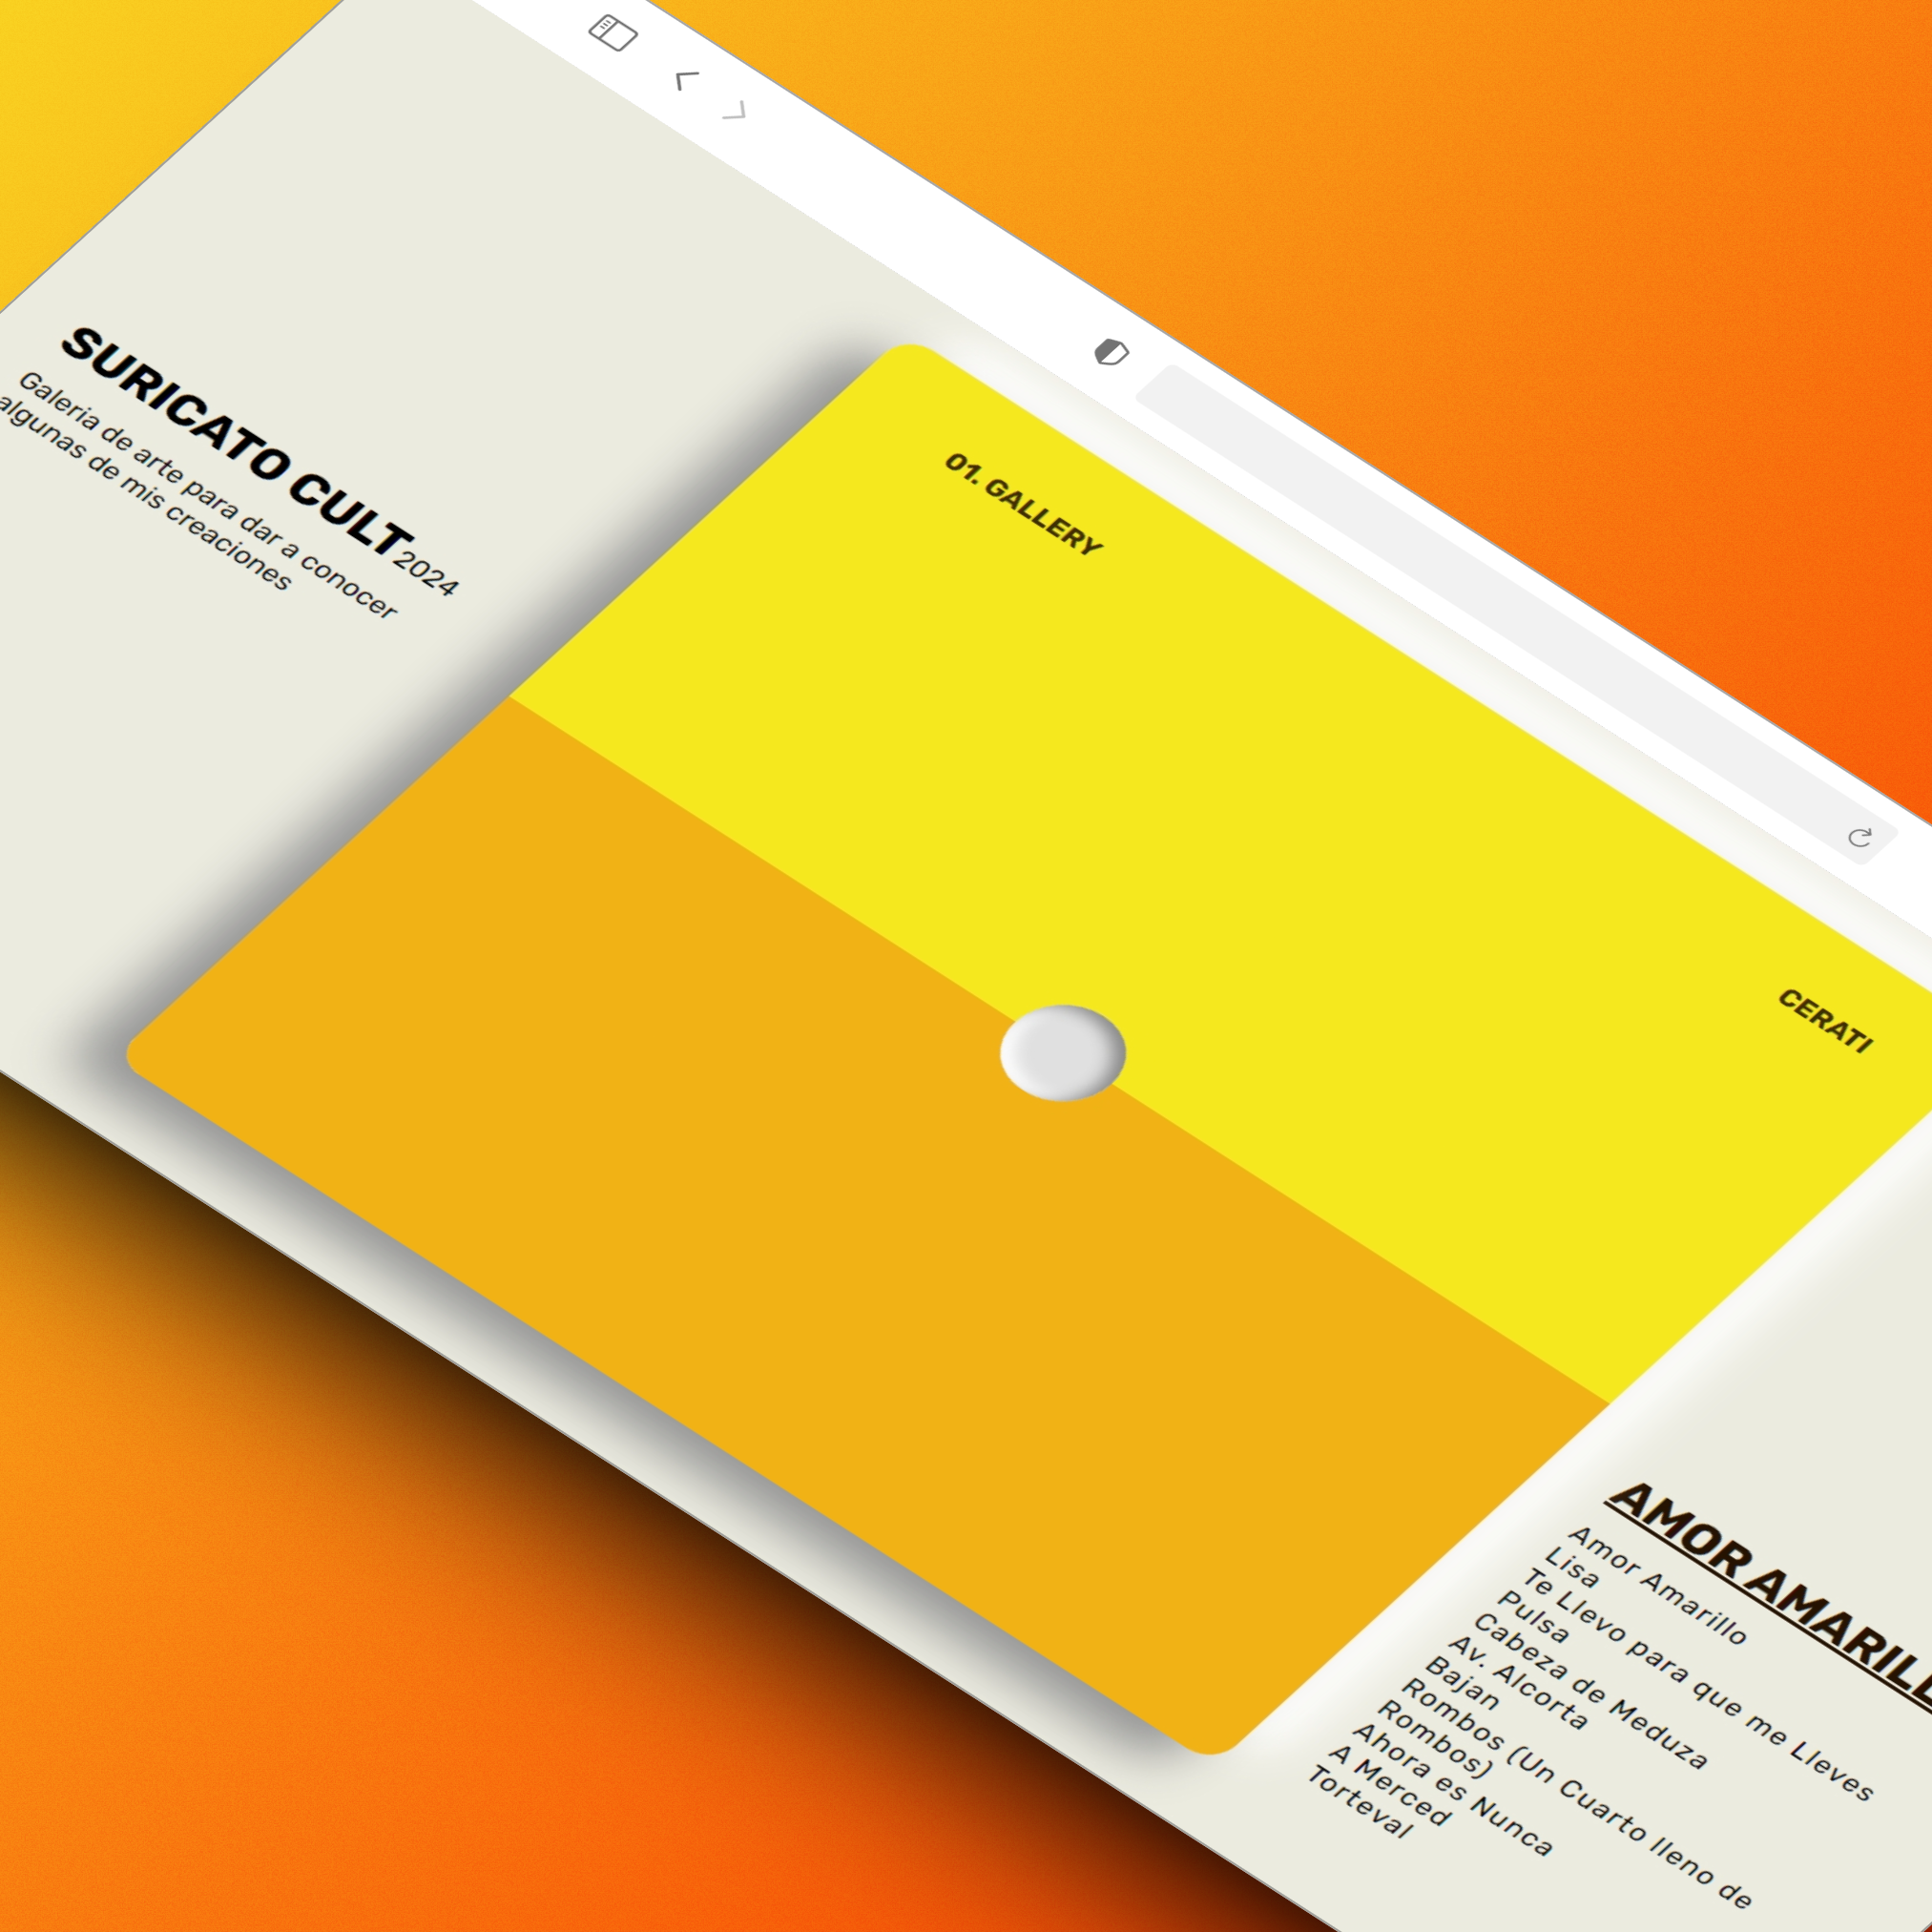 SURICATO CULT 2024
Galeria de arte para dar a conocer
algunas de mis creaciones
01. GALLERY
CERATI
AMOR AMARILL
Amor Amarillo
Lisa
Te Llevo para que me Lleves
Pulsa
Cabeza de Meduza
Av. Alcorta
Bajan
Rombos (Un Cuarto lleno de
Rombos)
Ahora es Nunca
A Merced
Torteval